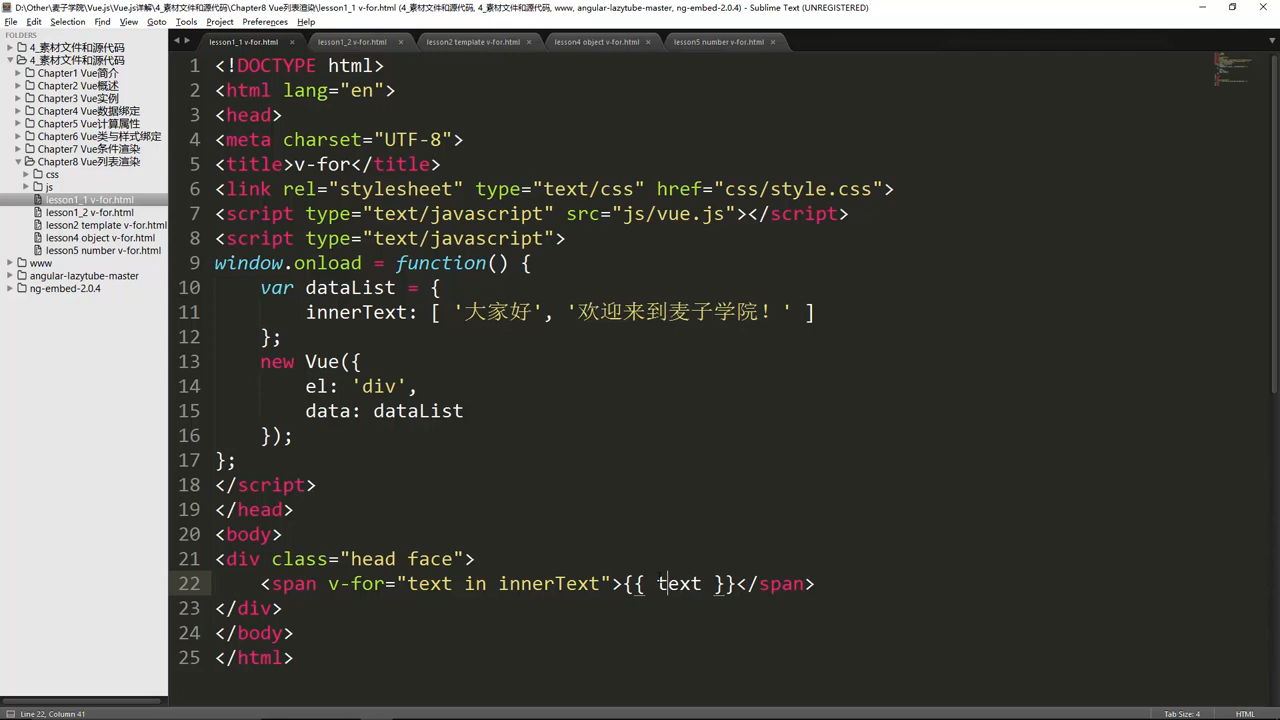 D:\Other\麦子学院\Vue.js\Vue.js详解\4_素材文件和源代码\Chapter8 Vue列表渲染\lesson1_1 v-for.html (4_素材文件和源代码, 4_素材文件和源代码, www, angular-lazytube-master, ng-embed-2.0.4) - Sublime Text (UNREGISTERED)
File Edit Selection Find View Goto Tools Project Preferences Help
FOLDERS
4_素材文件和源代码
4_素材文件和源代码
Chapter1 Vue简介
Chapter2 Vue概述
Chapter3 Vue实例
Chapter4 Vue数据绑定
Chapter5 Vue计算属性
Chapter6 Vue类与样式绑定
Chapter7 Vue条件渲染
Chapter8 Vue列表渲染
css
js
lesson1_1 v-for.html
lesson1_2 v-for.html
lesson2 template v-for.html
lesson4 object v-for.html
lesson5 number v-for.html
www
angular-lazytube-master
ng-embed-2.0.4
lesson1_1 v-for.html × lesson1_2 v-for.html × lesson2 template v-for.html × lesson4 object v-for.html × lesson5 number v-for.html ×
1 <!DOCTYPE html>
2 <html lang="en">
3 <head>
4 <meta charset="UTF-8">
5 <title>v-for</title>
6 <link rel="stylesheet" type="text/css" href="css/style.css">
7 <script type="text/javascript" src="js/vue.js"></script>
8 <script type="text/javascript">
9 window.onload = function() {
10 var dataList = {
11 innerText: [ '大家好', '欢迎来到麦子学院！' ]
12 };
13 new Vue({
14 el: 'div',
15 data: dataList
16 });
17 };
18 </script>
19 </head>
20 <body>
21 <div class="head face">
22 <span v-for="text in innerText">{{ text }}</span>
23 </div>
24 </body>
25 </html>
Line 22, Column 41
Tab Size: 4
HTML